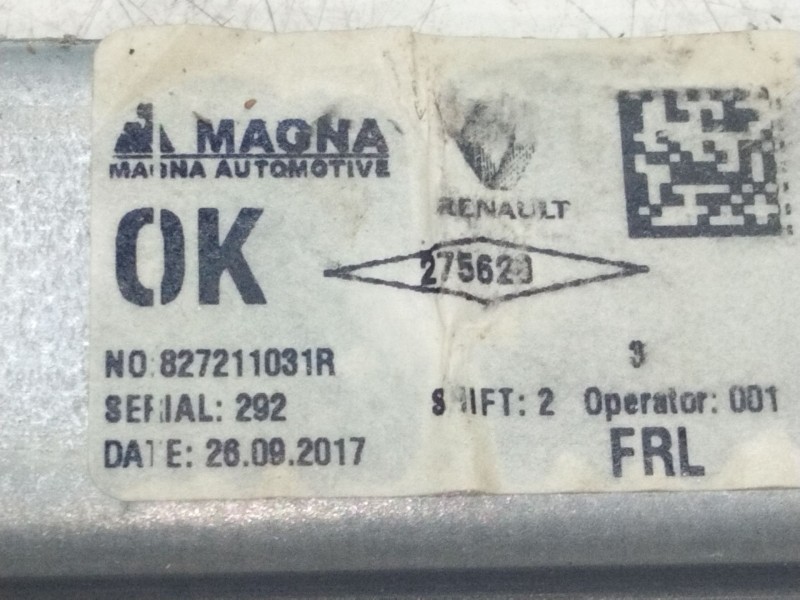 MAGNA
MAGNA AUTOMOTIVE
RENAULT
OK
NO:827211031R
3
SERIAL: 292 SHIFT: 2 Operator: 001
DATE: 26.09.2017
FRL